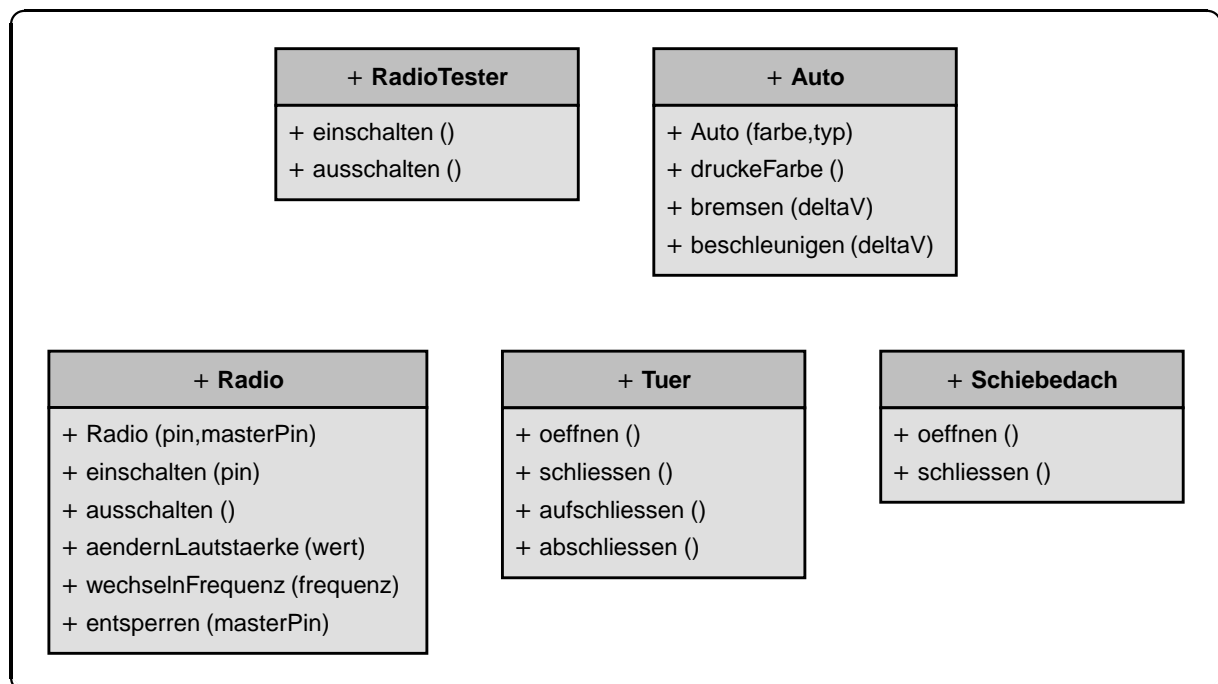 + RadioTester
+ einschalten ()
+ ausschalten ()
+ Auto
+ Auto (farbe,typ)
+ druckeFarbe ()
+ bremsen (deltaV)
+ beschleunigen (deltaV)
+ Radio
+ Radio (pin,masterPin)
+ einschalten (pin)
+ ausschalten ()
+ aendernLautstaerke (wert)
+ wechselnFrequenz (frequenz)
+ entsperren (masterPin)
+ Tuer
+ oeffnen ()
+ schliessen ()
+ aufschliessen ()
+ abschliessen ()
+ Schiebedach
+ oeffnen ()
+ schliessen ()